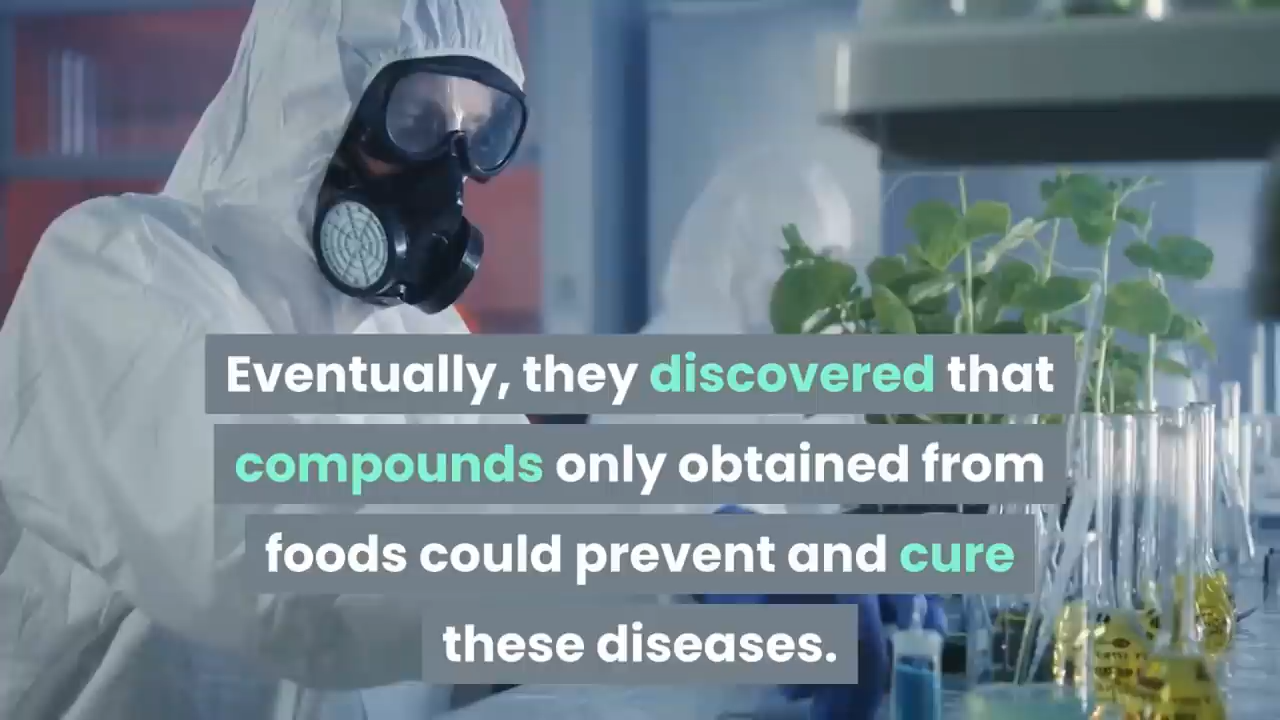 Eventually, they discovered that
compounds only obtained from
foods could prevent and cure
these diseases.